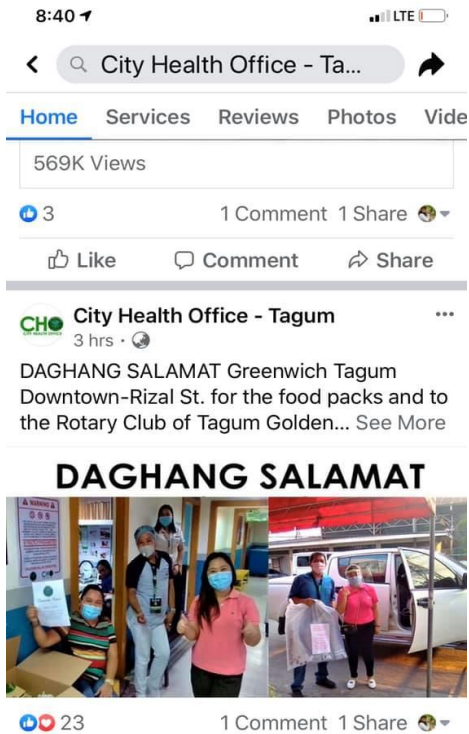 8:40
LTE
City Health Office - Ta...
Home Services Reviews Photos Vide
569K Views
3 1 Comment 1 Share
Like Comment Share
CHO
City Health Office - Tagum
3 hrs ·
DAGHANG SALAMAT Greenwich Tagum
Downtown-Rizal St. for the food packs and to
the Rotary Club of Tagum Golden... See More
DAGHANG SALAMAT
WARNING
23 1 Comment 1 Share